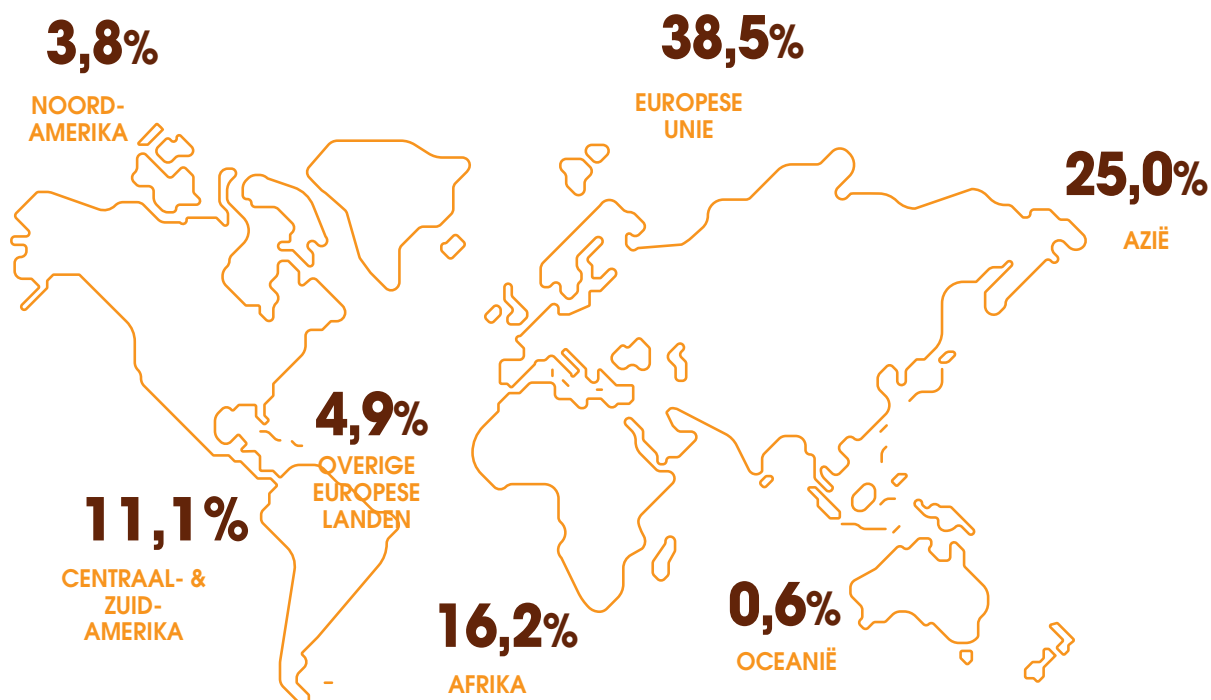 3,8%
NOORD-
AMERIKA
38,5%
EUROPESE
UNIE
25,0%
AZIË
4,9%
OVERIGE
EUROPESE
LANDEN
11,1%
CENTRAAL- &
ZUID-
AMERIKA
16,2%
AFRIKA
0,6%
OCEANIË